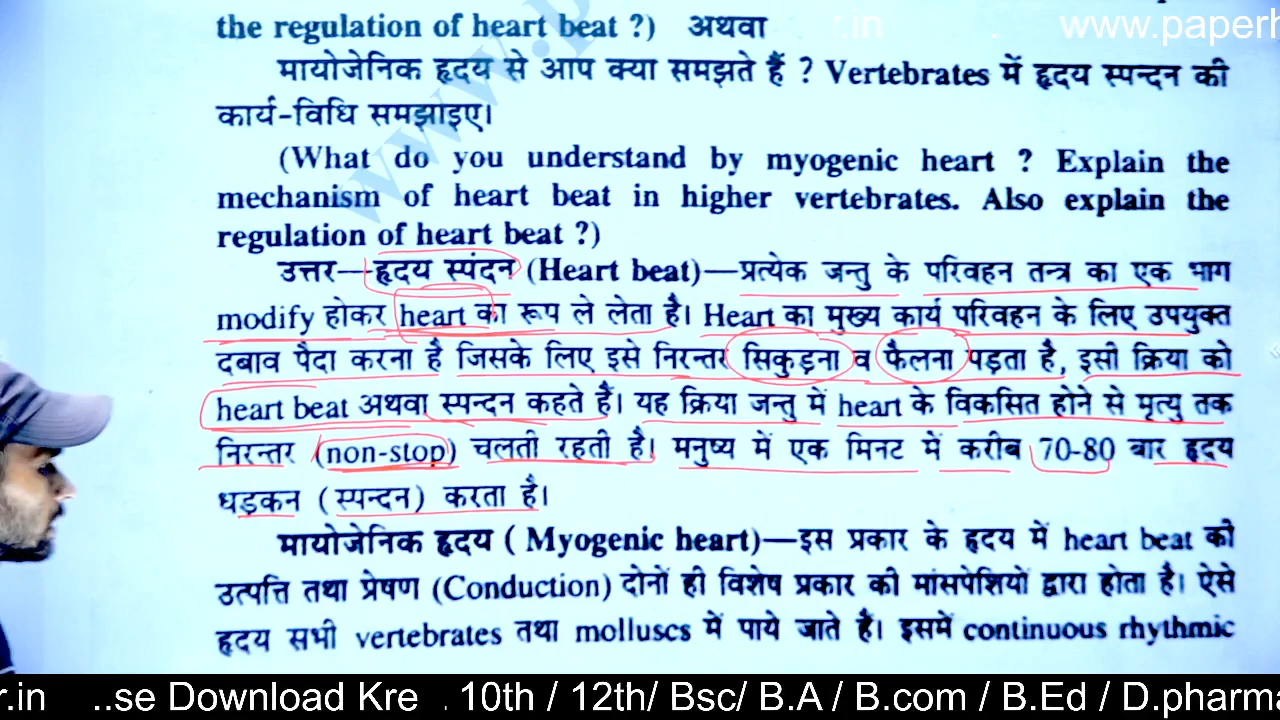 the regulation of heart beat ?) अथवा
r.in www.paperh
मायोजेनिक हृदय से आप क्या समझते हैं ? Vertebrates में हृदय स्पन्दन की
कार्य-विधि समझाइए।
(What do you understand by myogenic heart ? Explain the
mechanism of heart beat in higher vertebrates. Also explain the
regulation of heart beat ?)
उत्तर—हृदय स्पंदन (Heart beat)—प्रत्येक जन्तु के परिवहन तन्त्र का एक भाग
modify होकर heart का रूप ले लेता है। Heart का मुख्य कार्य परिवहन के लिए उपयुक्त
दबाव पैदा करना है जिसके लिए इसे निरन्तर सिकुड़ना व फैलना पड़ता है, इसी क्रिया को
heart beat अथवा स्पन्दन कहते हैं। यह क्रिया जन्तु में heart के विकसित होने से मृत्यु तक
निरन्तर (non-stop) चलती रहती है। मनुष्य में एक मिनट में करीब 70-80 बार हृदय
धड़कन (स्पन्दन) करता है।
मायोजेनिक हृदय ( Myogenic heart)—इस प्रकार के हृदय में heart beat की
उत्पत्ति तथा प्रेषण (Conduction) दोनों ही विशेष प्रकार की मांसपेशियों द्वारा होता है। ऐसे
हृदय सभी vertebrates तथा molluscs में पाये जाते हैं। इसमें continuous rhythmic
r.in ..se Download Kre . 10th / 12th/ Bsc/ B.A / B.com / B.Ed / D.pharma